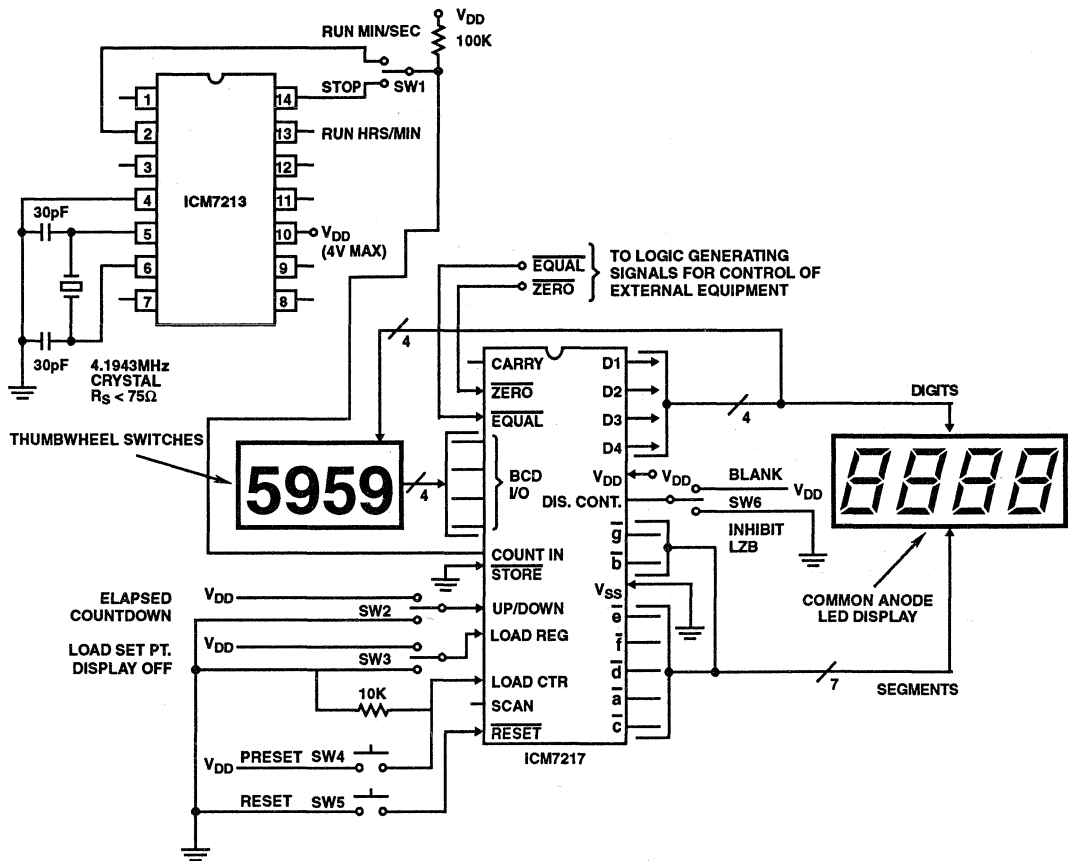 RUN MIN/SEC
VDD
100K
STOP
SW1
1
2
3
4
5
6
7
14
13
12
11
10
9
8
ICM7213
RUN HRS/MIN
VDD
(4V MAX)
30pF
30pF
4.1943MHz
CRYSTAL
RS < 75Ω
EQUAL
ZERO
TO LOGIC GENERATING
SIGNALS FOR CONTROL OF
EXTERNAL EQUIPMENT
4
THUMBWHEEL SWITCHES
5959
4
CARRY
ZERO
EQUAL
BCD
I/O
COUNT IN
STORE
UP/DOWN
LOAD REG
LOAD CTR
SCAN
RESET
D1
D2
D3
D4
VDD
DIS. CONT.
g
b
VSS
e
f
d
a
c
ICM7217
4
DIGITS
8888
VDD
BLANK
VDD
SW6
INHIBIT
LZB
COMMON ANODE
LED DISPLAY
7
SEGMENTS
ELAPSED
COUNTDOWN
VDD
SW2
LOAD SET PT.
DISPLAY OFF
VDD
SW3
10K
VDD
PRESET SW4
RESET SW5